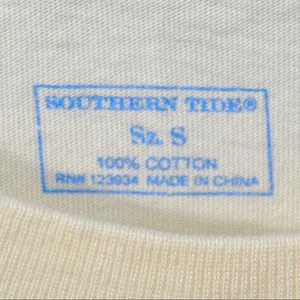 SOUTHERN TIDE®
Sz. S
100% COTTON
RN# 123934 MADE IN CHINA